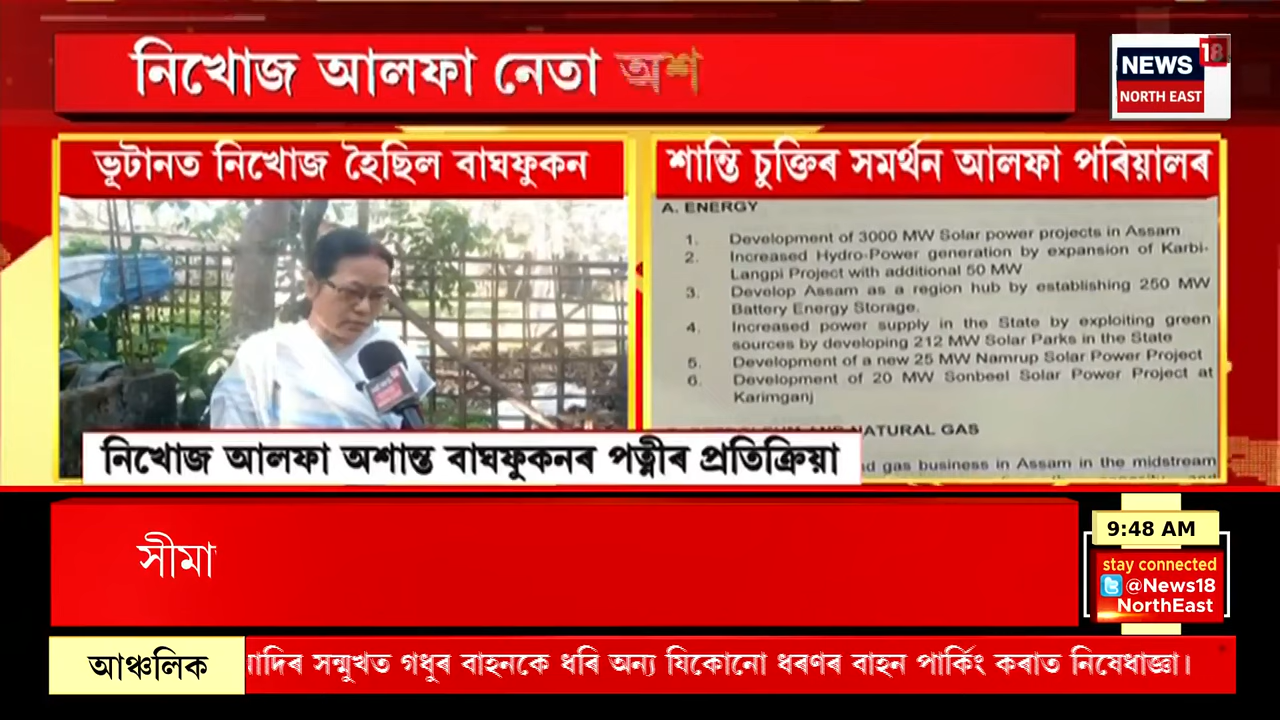 নিখোজ আলফা নেতা অশ
NEWS 18
NORTH EAST
ভূটানত নিখোজ হৈছিল বাঘফুকন
শান্তি চুক্তিৰ সমৰ্থন আলফা পৰিয়ালৰ
A. ENERGY
1. Development of 3000 MW Solar power projects in Assam
2. Increased Hydro-Power generation by expansion of Karbi-
Langpi Project with additional 50 MW
3. Develop Assam as a region hub by establishing 250 MW
Battery Energy Storage.
4. Increased power supply in the State by exploiting green
sources by developing 212 MW Solar Parks in the State
5. Development of a new 25 MW Namrup Solar Power Project
6. Development of 20 MW Sonbeel Solar Power Project at
Karimganj
NATURAL GAS
gas business in Assam in the midstream
নিখোজ আলফা অশান্ত বাঘফুকনৰ পত্নীৰ প্ৰতিক্ৰিয়া
সীমা
9:48 AM
stay connected
@News18
NorthEast
আঞ্চলিক
সন্মুখত গধুৰ বাহনকে ধৰি অন্য যিকোনো ধৰণৰ বাহন পাৰ্কিং কৰাত নিষেধাজ্ঞা।